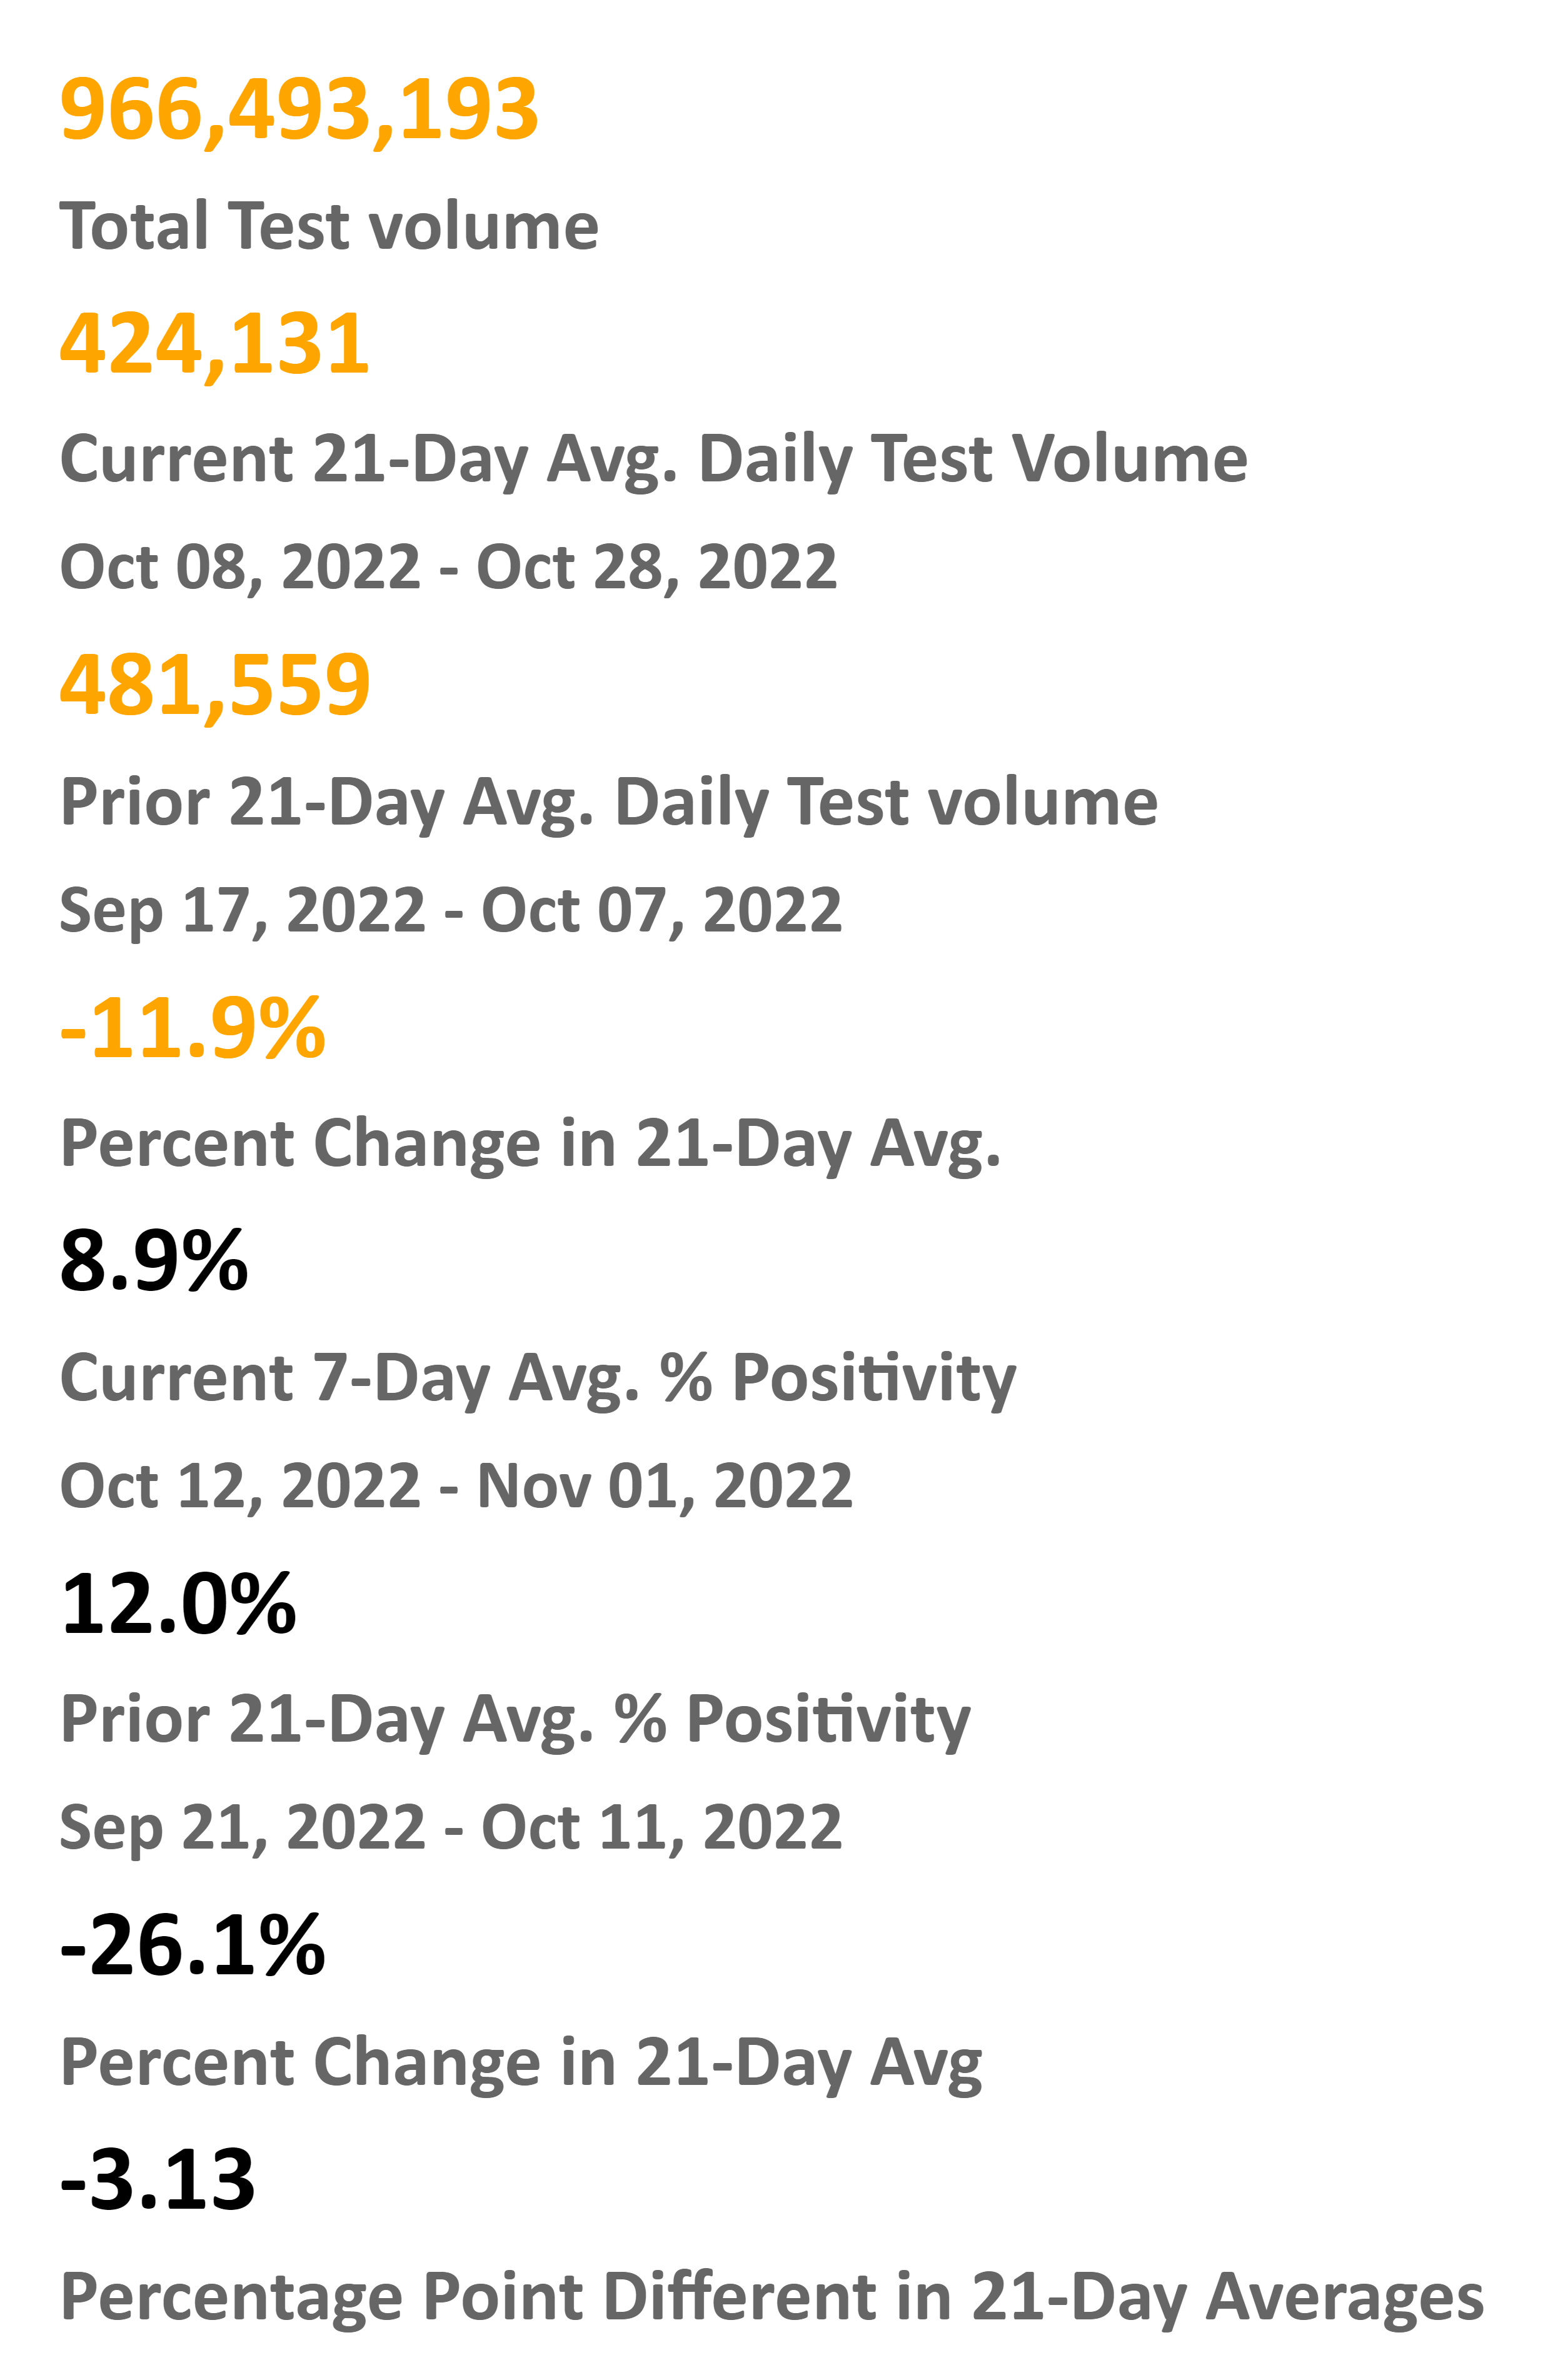 966,493,193
Total Test volume
424,131
Current 21-Day Avg. Daily Test Volume
Oct 08, 2022 - Oct 28, 2022
481,559
Prior 21-Day Avg. Daily Test volume
Sep 17, 2022 - Oct 07, 2022
-11.9%
Percent Change in 21-Day Avg.
8.9%
Current 7-Day Avg. % Positivity
Oct 12, 2022 - Nov 01, 2022
12.0%
Prior 21-Day Avg. % Positivity
Sep 21, 2022 - Oct 11, 2022
-26.1%
Percent Change in 21-Day Avg
-3.13
Percentage Point Different in 21-Day Averages